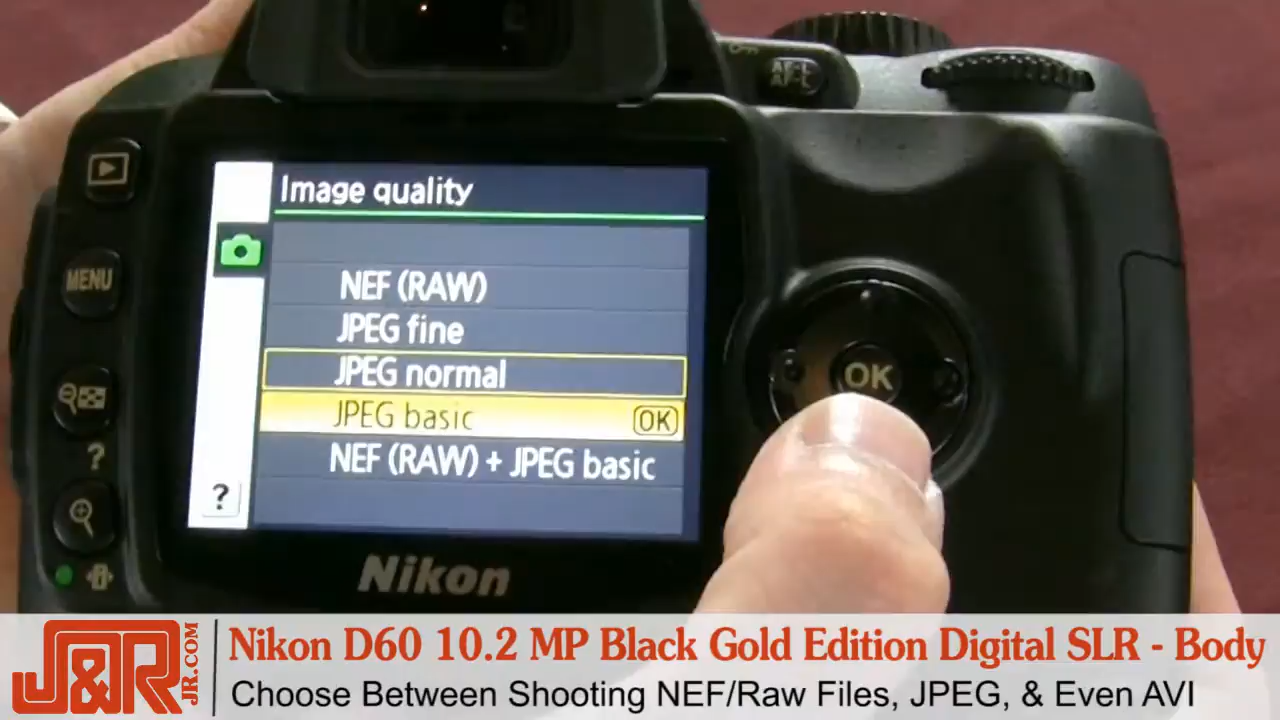 AE-L
AF-L
Image quality
MENU
NEF (RAW)
JPEG fine
JPEG normal
JPEG basic OK
NEF (RAW) + JPEG basic
OK
?
?
Nikon
J&R
JR.COM
Nikon D60 10.2 MP Black Gold Edition Digital SLR - Body
Choose Between Shooting NEF/Raw Files, JPEG, & Even AVI